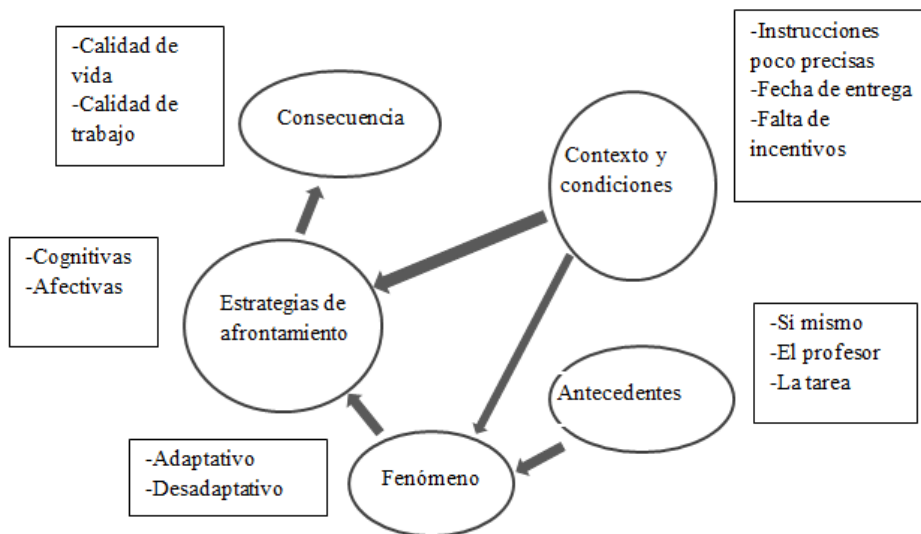 -Calidad de
vida
-Calidad de
trabajo
Consecuencia
-Instrucciones
poco precisas
-Fecha de entrega
-Falta de
incentivos
Contexto y
condiciones
-Cognitivas
-Afectivas
Estrategias de
afrontamiento
-Si mismo
-El profesor
-La tarea
Antecedentes
-Adaptativo
-Desadaptativo
Fenómeno